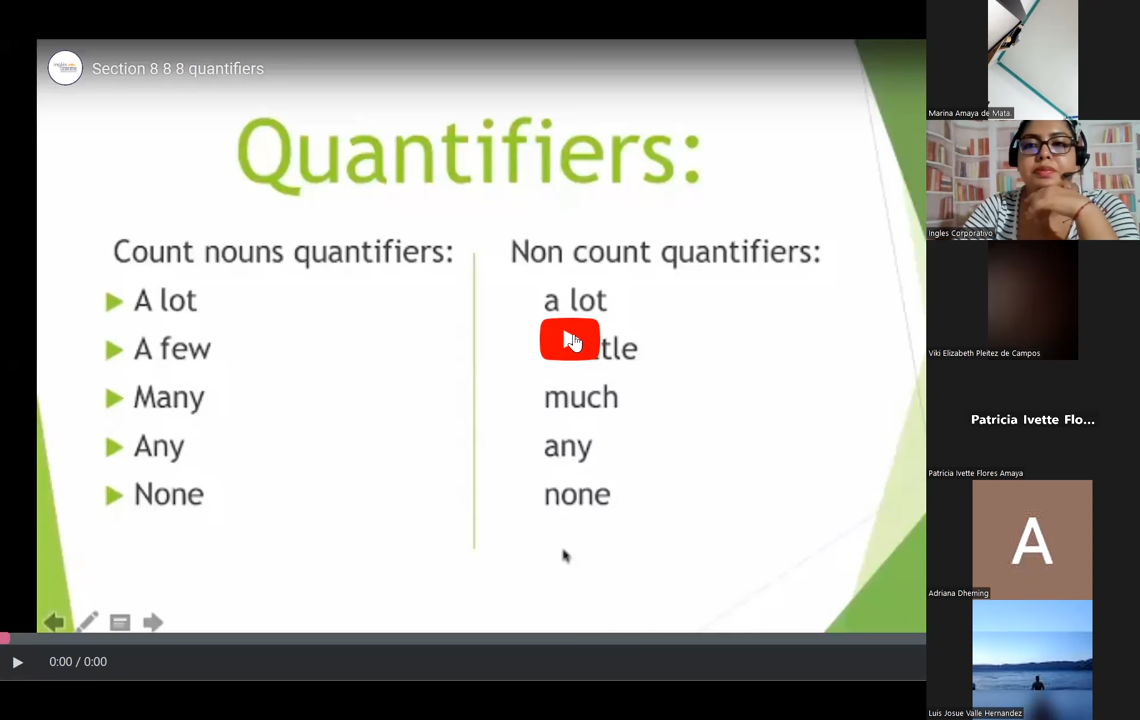 Section 8 8 8 quantifiers
Quantifiers:
Count nouns quantifiers:
A lot
A few
Many
Any
None
Non count quantifiers:
a lot
much
any
none
0:00 / 0:00
Marina Amaya de Mata.
Ingles Corporativo
Viki Elizabeth Pleitez de Campos
Patricia Ivette Flo...
Patricia Ivette Flores Amaya
A
Adriana Dheming
Luis Josue Valle Hernandez